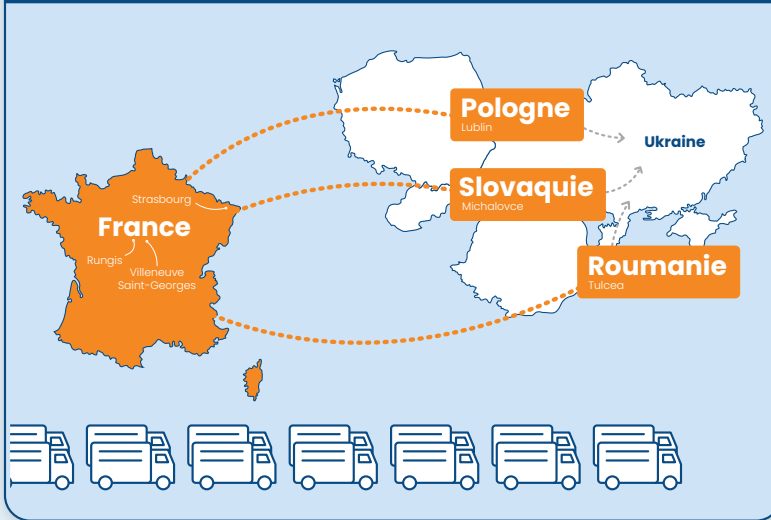 Pologne
Lublin
Ukraine
Slovaquie
Michalovce
Strasbourg
France
Rungis
Villeneuve
Saint-Georges
Roumanie
Tulcea